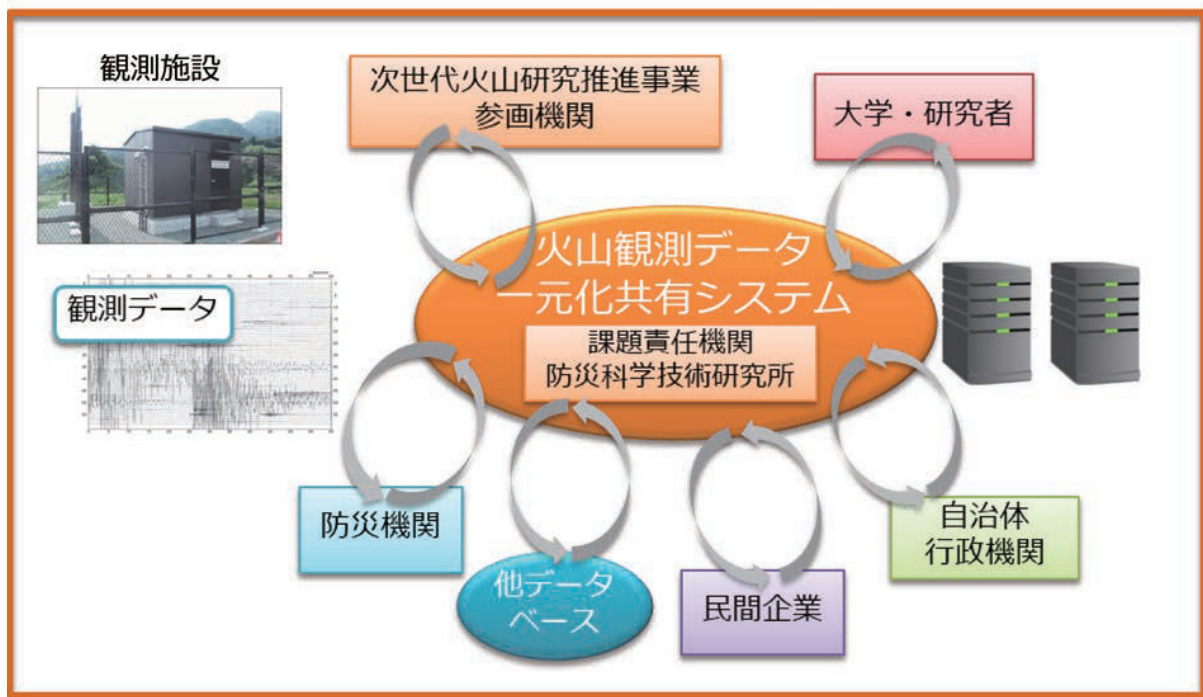 観測施設
次世代火山研究推進事業
参画機関
大学・研究者
火山観測データ
一元化共有システム
観測データ
課題責任機関
防災科学技術研究所
防災機関
他データ
ベース
民間企業
自治体
行政機関